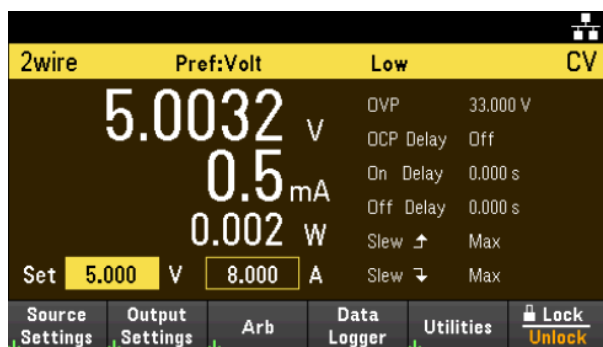 2wire Pref:Volt Low CV
5.0032 V
0.5 mA
0.002 W
OVP 33.000 V
OCP Delay Off
On Delay 0.000 s
Off Delay 0.000 s
Slew Max
Slew Max
Set 5.000 V 8.000 A
Source Settings
Output Settings
Arb
Data Logger
Utilities
Lock
Unlock